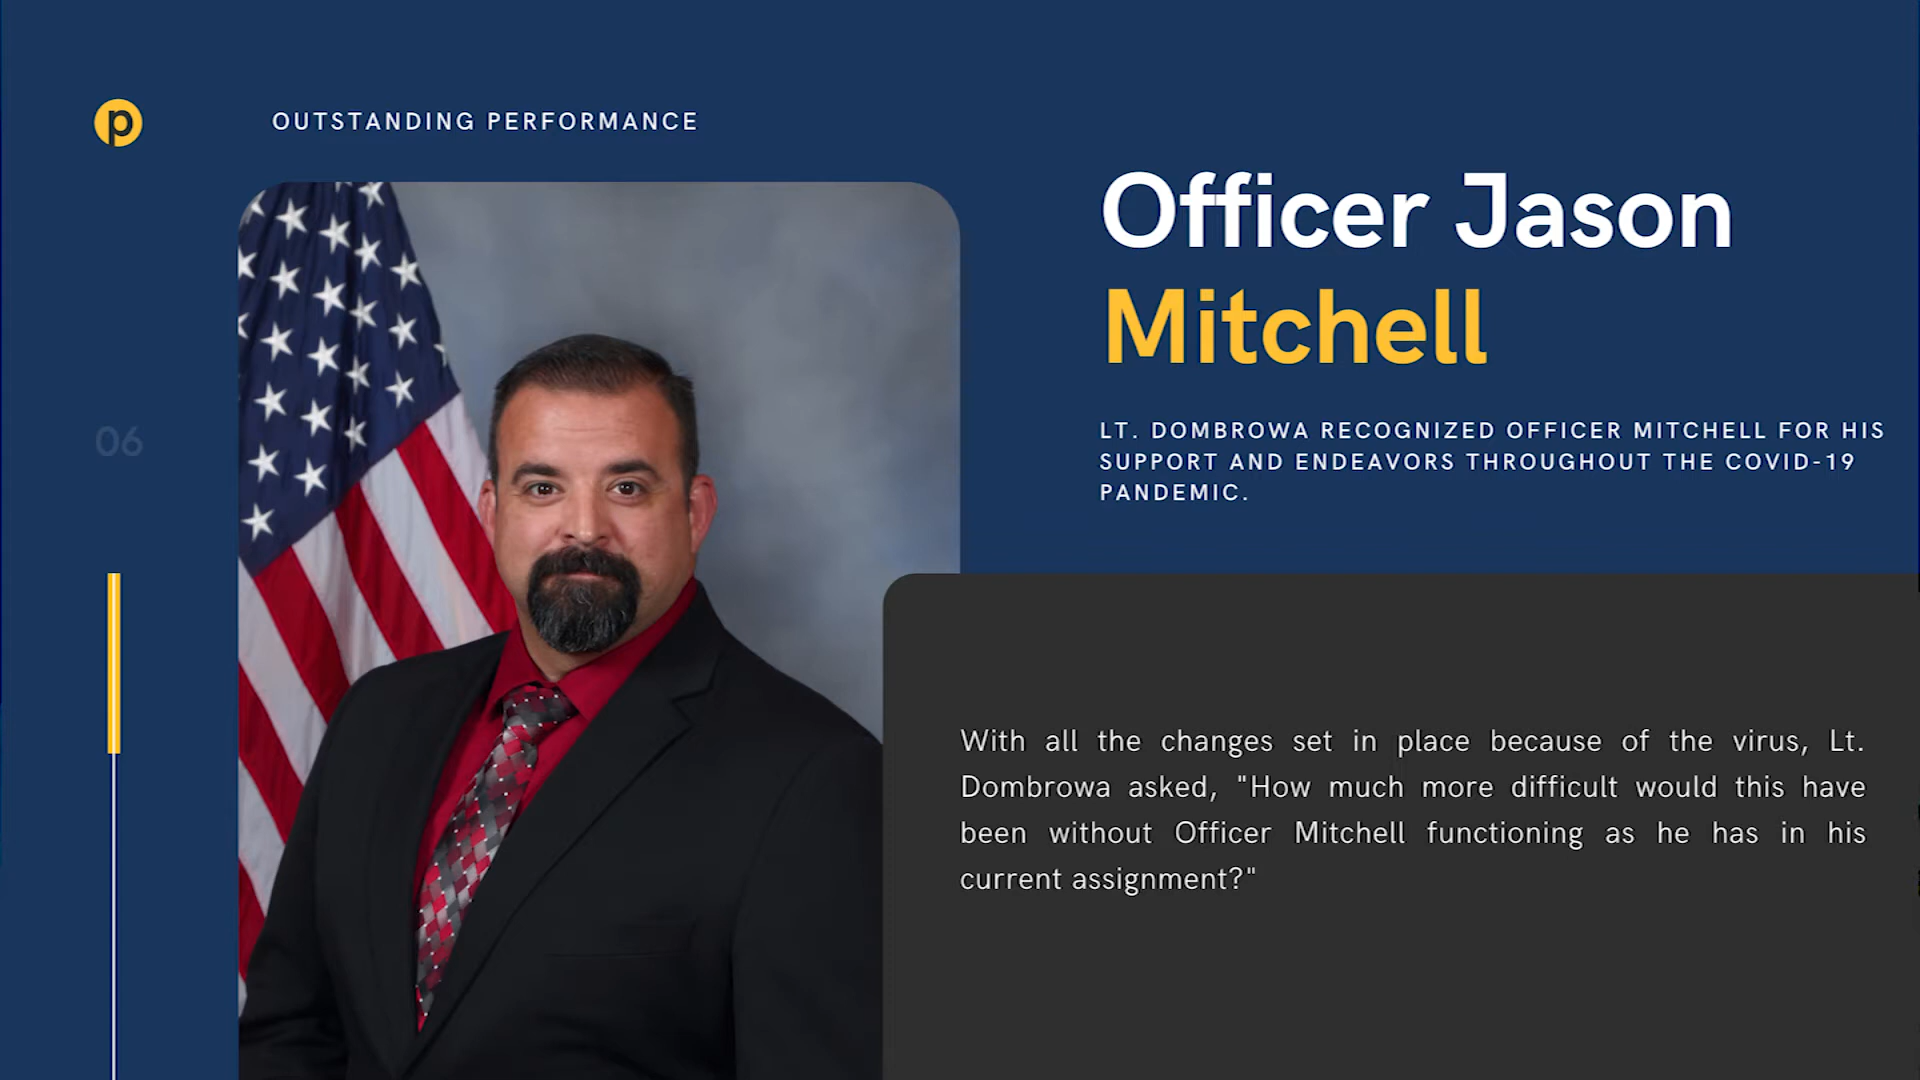 p
OUTSTANDING PERFORMANCE
Officer Jason
Mitchell
LT. DOMBROWA RECOGNIZED OFFICER MITCHELL FOR HIS
SUPPORT AND ENDEAVORS THROUGHOUT THE COVID-19
PANDEMIC.
06
With all the changes set in place because of the virus, Lt.
Dombrowa asked, "How much more difficult would this have
been without Officer Mitchell functioning as he has in his
current assignment?"